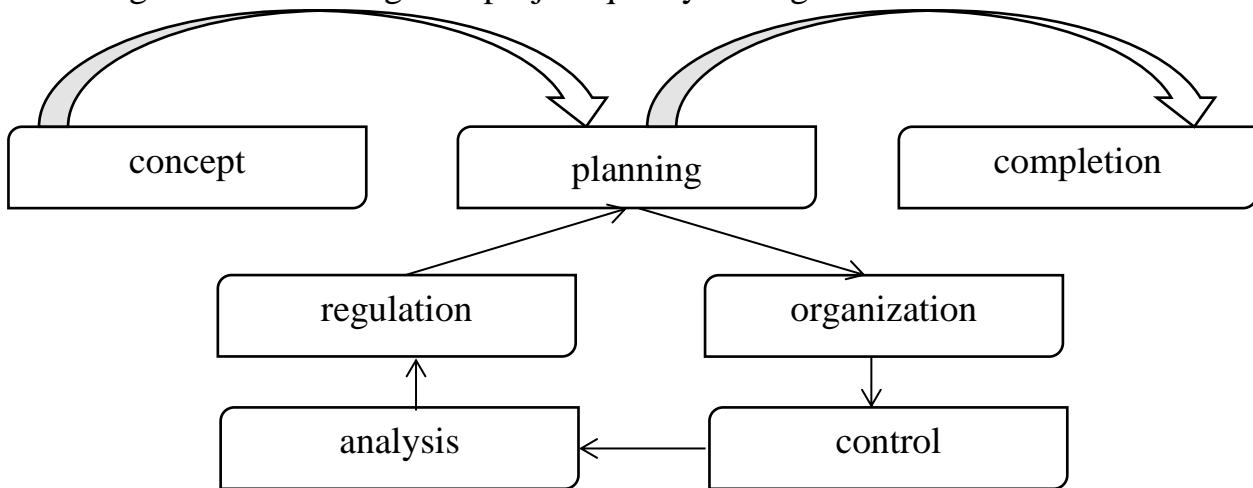 concept
planning
completion
regulation
organization
analysis
control